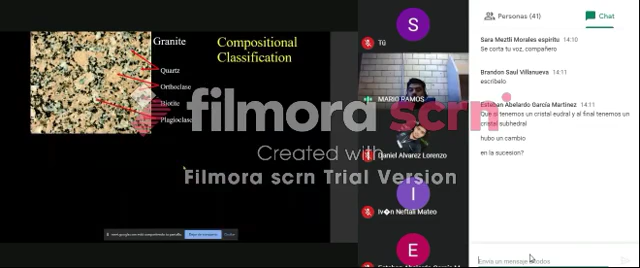 Granite
Compositional
Classification
Quartz
Orthoclase
Biotite
Plagioclase
filmora scrn
Created with
Filmora scrn Trial Version
S
Tú
MARIO RAMOS
Daniel Alvarez Lorenzo
I
Iv�n Neftali Mateo
E
Esteban Abelardo García M
Personas (41)
Chat
Sara Meztli Morales espiritu 14:10
Se corta tu voz, compañero
Brandon Saul Villanueva 14:11
escribelo
Esteban Abelardo García Martínez 14:11
Que si tenemos un cristal eudral y al final tenemos un
cristal subhedral
hubo un cambio
en la sucesion?
Envía un mensaje a todos